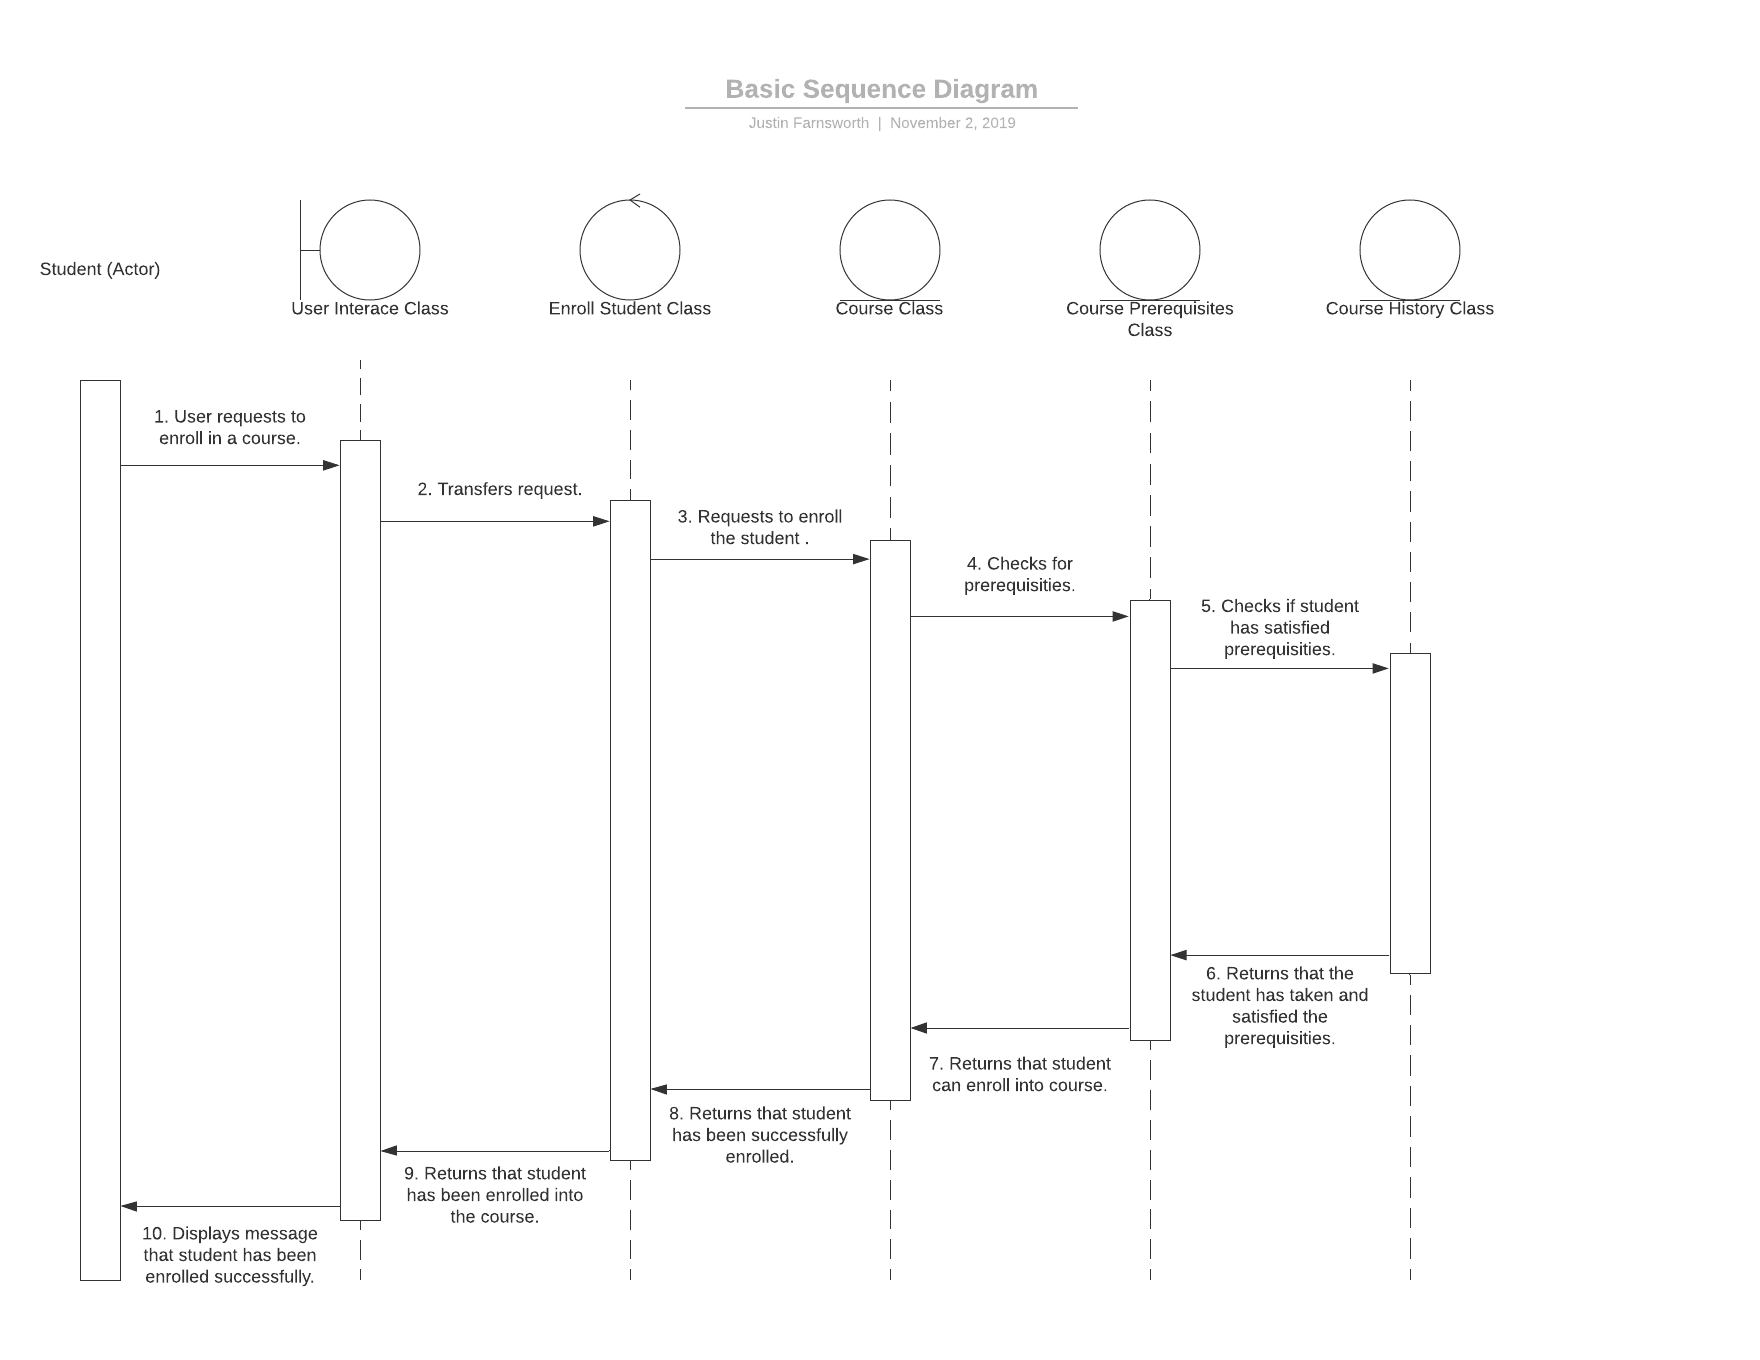 Basic Sequence Diagram
Justin Farnsworth | November 2, 2019
Student (Actor)
User Interace Class
Enroll Student Class
Course Class
Course Prerequisites
Class
Course History Class
1. User requests to
enroll in a course.
2. Transfers request.
3. Requests to enroll
the student .
4. Checks for
prerequisities.
5. Checks if student
has satisfied
prerequisities.
6. Returns that the
student has taken and
satisfied the
prerequisities.
7. Returns that student
can enroll into course.
8. Returns that student
has been successfully
enrolled.
9. Returns that student
has been enrolled into
the course.
10. Displays message
that student has been
enrolled successfully.